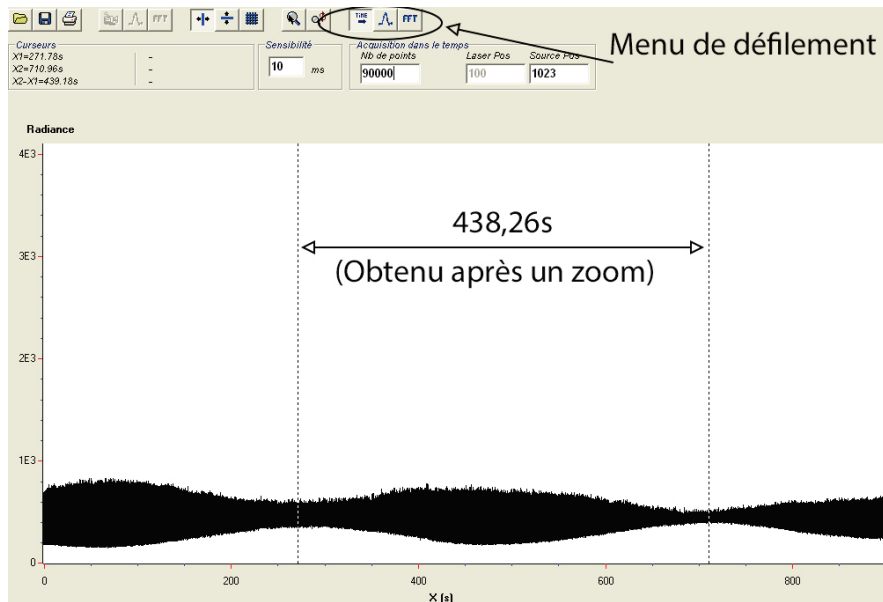 FFT TIME FFT
Menu de défilement
Curseurs
X1=271.78s -
X2=710.96s -
X2-X1=439.18s -
Sensibilité
10 ms
Acquisition dans le temps
Nb de points Laser Pos Source Pos
90000 100 1023
Radiance
4E3
438,26s
3E3
(Obtenu après un zoom)
2E3
1E3
0
0 200 400 600 800
X (s)